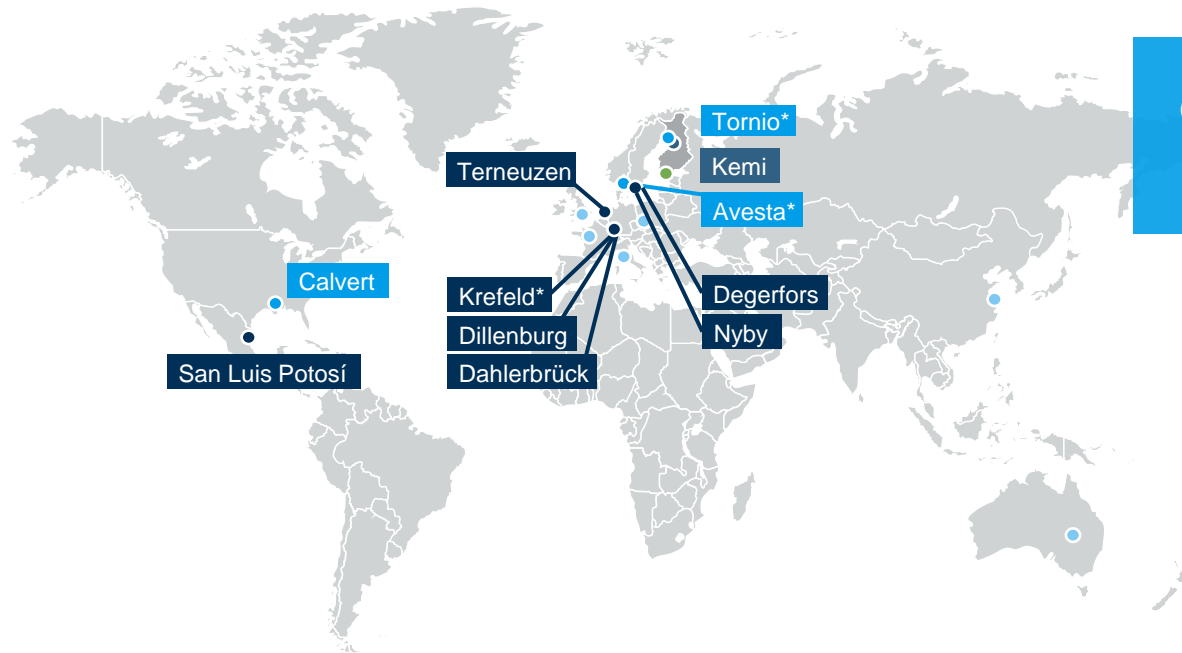 Tornio*
Terneuzen
Kemi
Avesta*
Calvert
Krefeld*
Degerfors
Dillenburg
Nyby
San Luis Potosí
Dahlerbrück